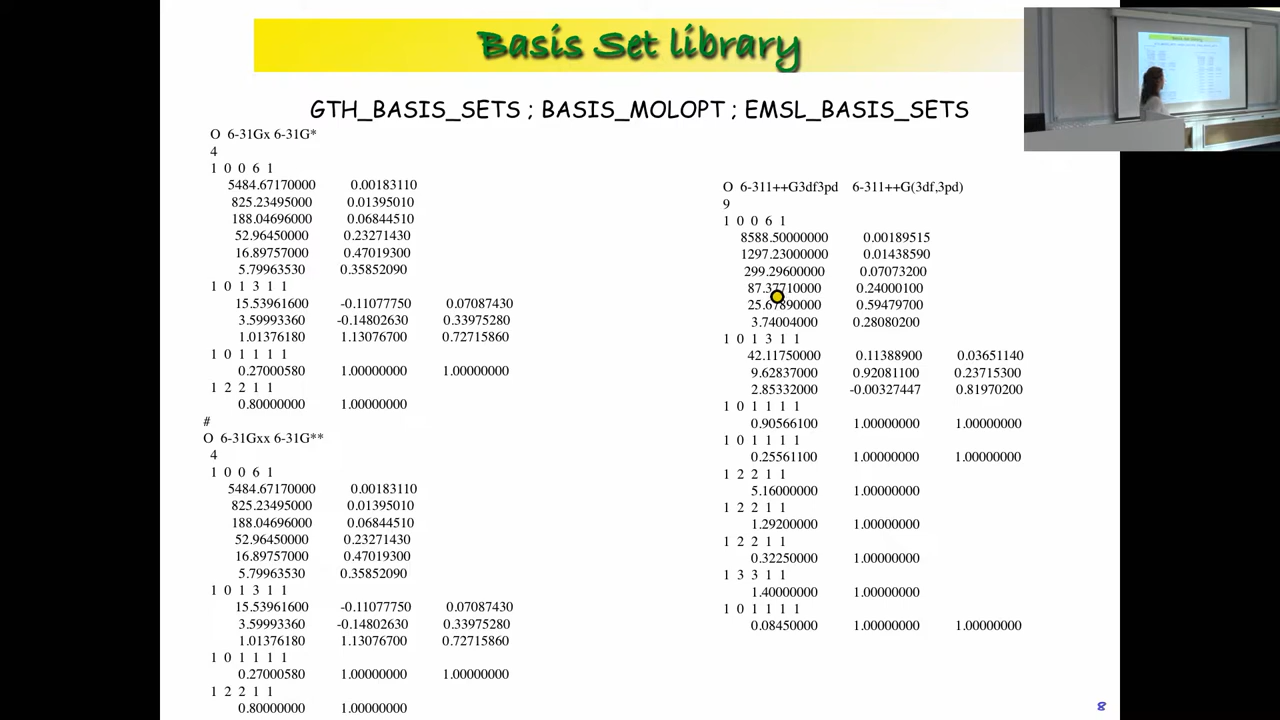 Basis Set library
GTH_BASIS_SETS ; BASIS_MOLOPT ; EMSL_BASIS_SETS
O 6-31Gx 6-31G*
4
1 0 0 6 1
5484.67170000 0.00183110
825.23495000 0.01395010
188.04696000 0.06844510
52.96450000 0.23271430
16.89757000 0.47019300
5.79963530 0.35852090
1 0 1 3 1 1
15.53961600 -0.11077750 0.07087430
3.59993360 -0.14802630 0.33975280
1.01376180 1.13076700 0.72715860
1 0 1 1 1 1
0.27000580 1.00000000 1.00000000
1 2 2 1 1
0.80000000 1.00000000
#
O 6-31Gxx 6-31G**
4
1 0 0 6 1
5484.67170000 0.00183110
825.23495000 0.01395010
188.04696000 0.06844510
52.96450000 0.23271430
16.89757000 0.47019300
5.79963530 0.35852090
1 0 1 3 1 1
15.53961600 -0.11077750 0.07087430
3.59993360 -0.14802630 0.33975280
1.01376180 1.13076700 0.72715860
1 0 1 1 1 1
0.27000580 1.00000000 1.00000000
1 2 2 1 1
0.80000000 1.00000000
O 6-311++G3df3pd 6-311++G(3df,3pd)
9
1 0 0 6 1
8588.50000000 0.00189515
1297.23000000 0.01438590
299.29600000 0.07073200
87.37710000 0.24000100
25.67890000 0.59479700
3.74004000 0.28080200
1 0 1 3 1 1
42.11750000 0.11388900 0.03651140
9.62837000 0.92081100 0.23715300
2.85332000 -0.00327447 0.81970200
1 0 1 1 1 1
0.90566100 1.00000000 1.00000000
1 0 1 1 1 1
0.25561100 1.00000000 1.00000000
1 2 2 1 1
5.16000000 1.00000000
1 2 2 1 1
1.29200000 1.00000000
1 2 2 1 1
0.32250000 1.00000000
1 3 3 1 1
1.40000000 1.00000000
1 0 1 1 1 1
0.08450000 1.00000000 1.00000000
8